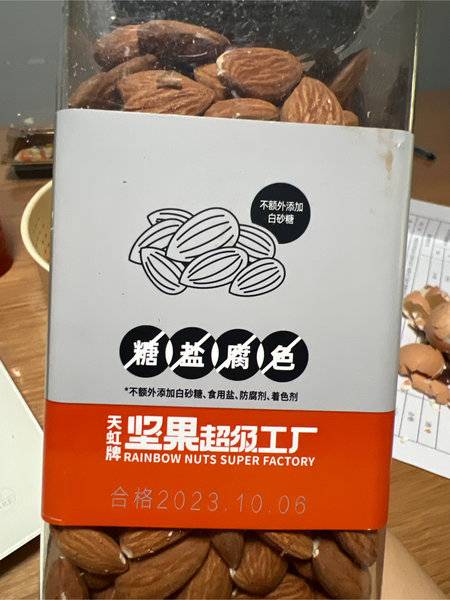 不额外添加
白砂糖
糖 盐 腐 色
*不额外添加白砂糖、食用盐、防腐剂、着色剂
天虹牌
坚果超级工厂
RAINBOW NUTS SUPER FACTORY
合格2023.10.06